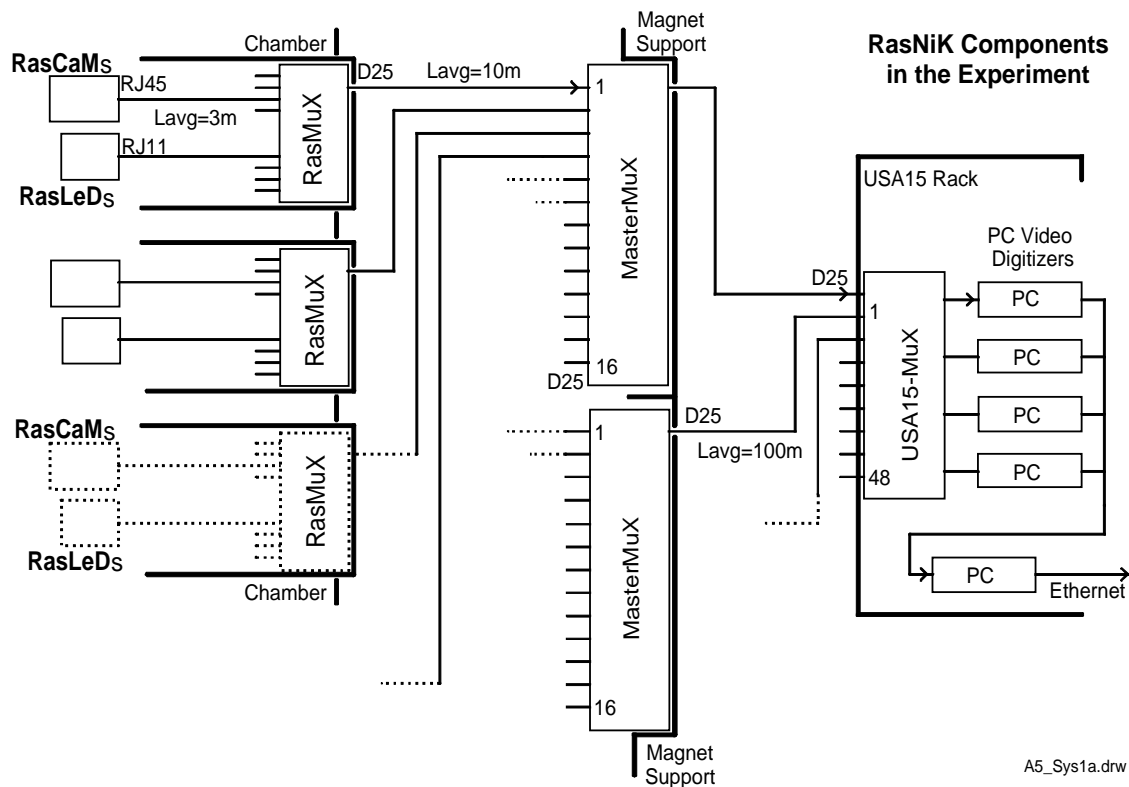 RasNiK Components
in the Experiment
Chamber
Magnet
Support
RasCaMs
RJ45
Lavg=3m
RJ11
RasLeDs
RasMuX
D25
Lavg=10m
1
MasterMuX
16
D25
RasMuX
RasCaMs
RasLeDs
RasMuX
Chamber
D25
Lavg=100m
1
MasterMuX
16
Magnet
Support
USA15 Rack
PC Video
Digitizers
D25
1
USA15-MuX
48
PC
PC
PC
PC
PC
Ethernet
A5_Sys1a.drw